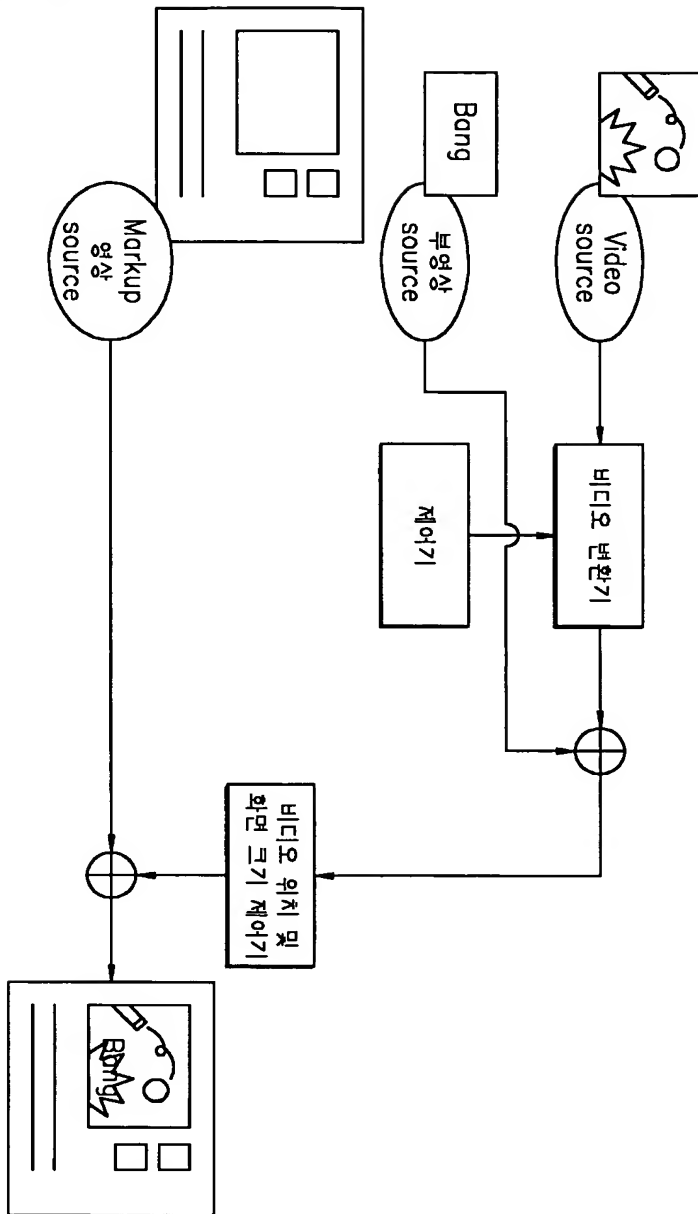 Video
source
비디오 변환기
Bang
부영상
source
제어기
비디오 위치 및
화면 크기 제어기
Markup
영상
source
Bang